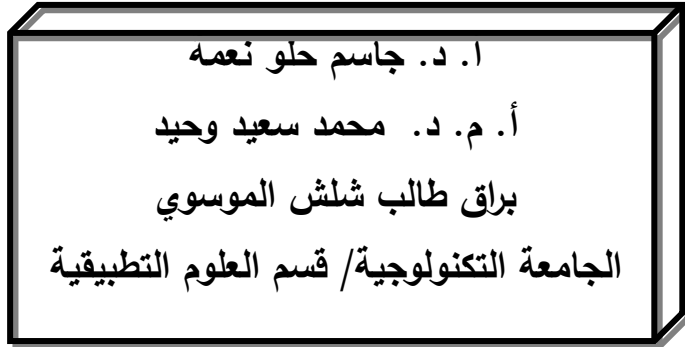 ا. د. جاسم حلو نعمه
أ. م. د. محمد سعيد وحيد
براق طالب شلش الموسوي
الجامعة التكنولوجية/ قسم العلوم التطبيقية